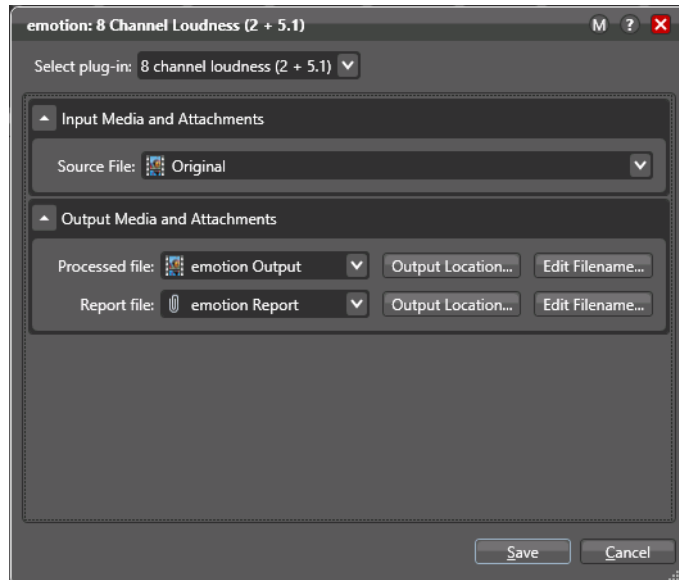 emotion: 8 Channel Loudness (2 + 5.1) M ?
Select plug-in: 8 channel loudness (2 + 5.1)
Input Media and Attachments
Source File: Original
Output Media and Attachments
Processed file: emotion Output Output Location... Edit Filename...
Report file: emotion Report Output Location... Edit Filename...
Save Cancel